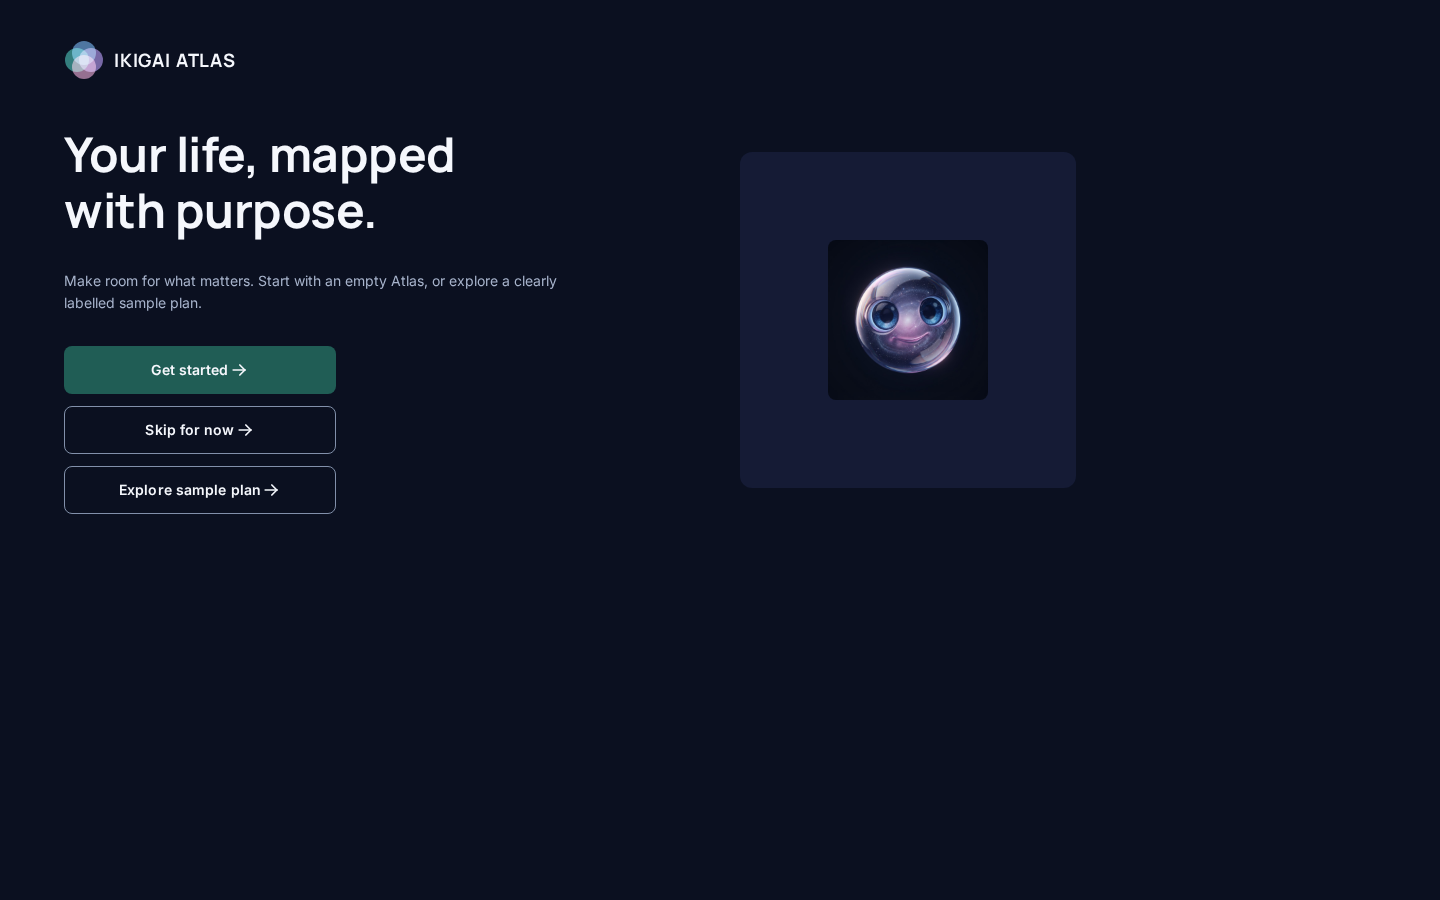 IKIGAI ATLAS
Your life, mapped
with purpose.
Make room for what matters. Start with an empty Atlas, or explore a clearly
labelled sample plan.
Get started →
Skip for now →
Explore sample plan →